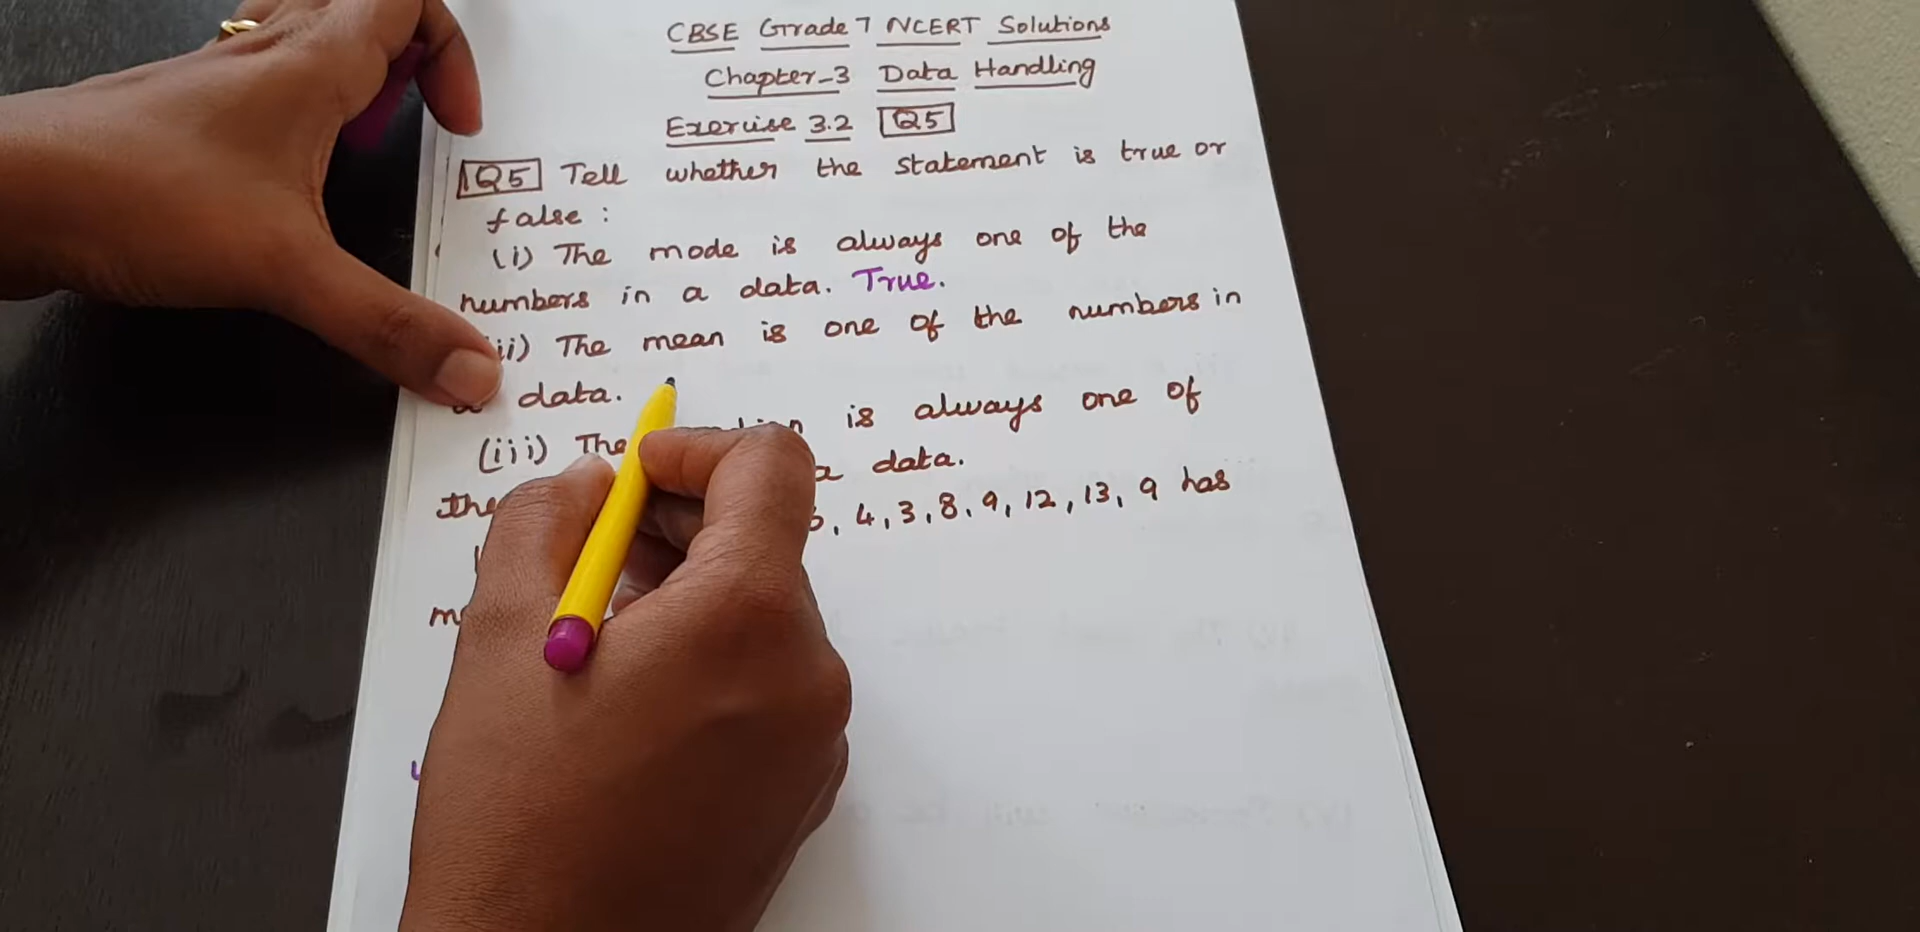 CBSE Grade 7 NCERT Solutions
Chapter-3 Data Handling
Exercise 3.2 Q5
Q5 Tell whether the statement is true or
false :
(i) The mode is always one of the
numbers in a data. True.
ii) The mean is one of the numbers in
a data.
(iii) The is always one of
the a data.
, 4, 3, 8, 9, 12, 13, 9 has